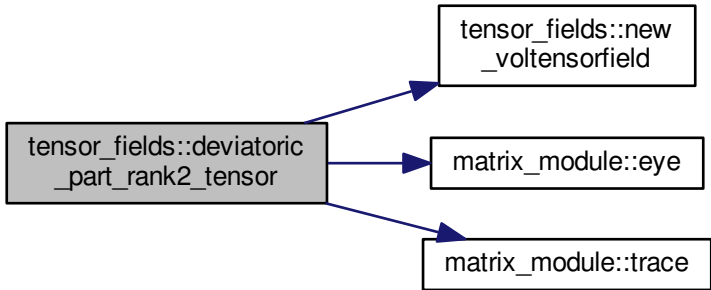 tensor_fields::new
_voltensorfield
tensor_fields::deviatoric
_part_rank2_tensor
matrix_module::eye
matrix_module::trace